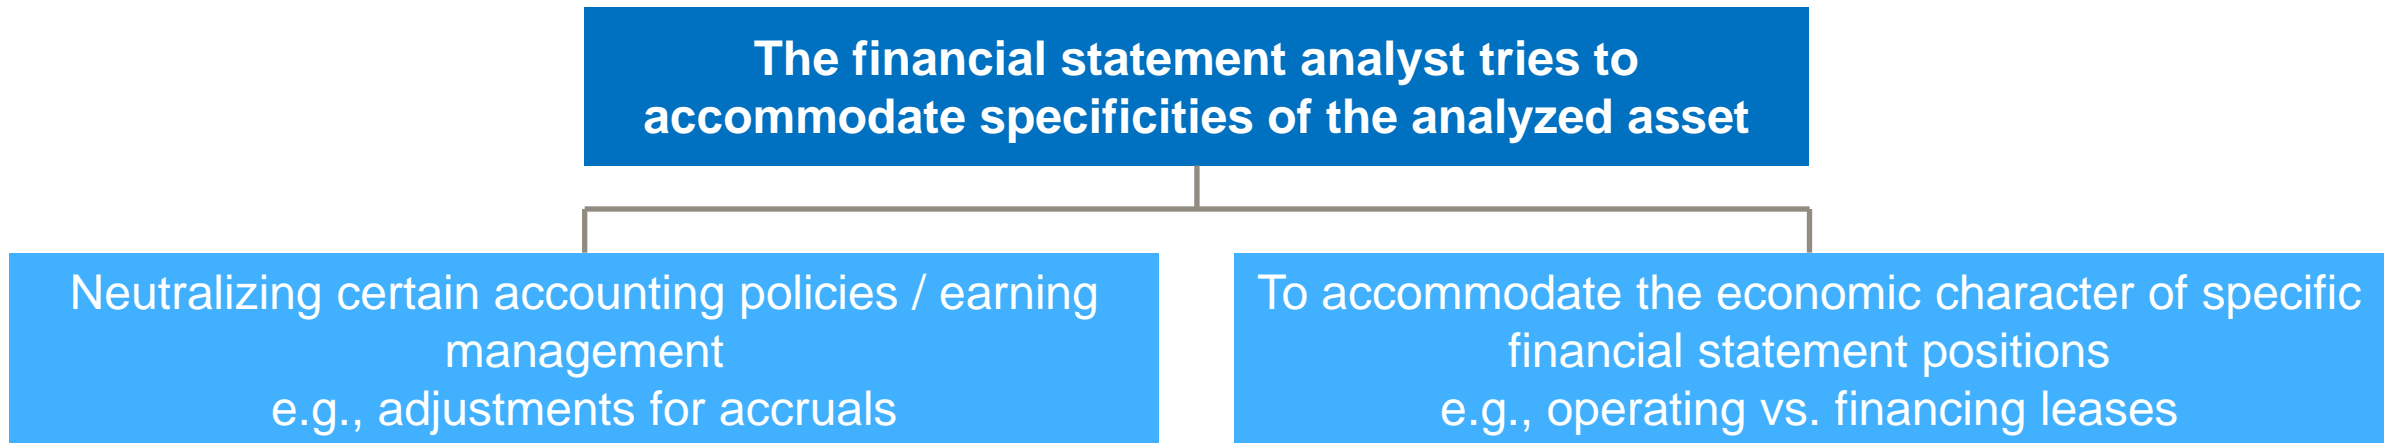 The financial statement analyst tries to
accommodate specificities of the analyzed asset
Neutralizing certain accounting policies / earning
management
e.g., adjustments for accruals
To accommodate the economic character of specific
financial statement positions
e.g., operating vs. financing leases